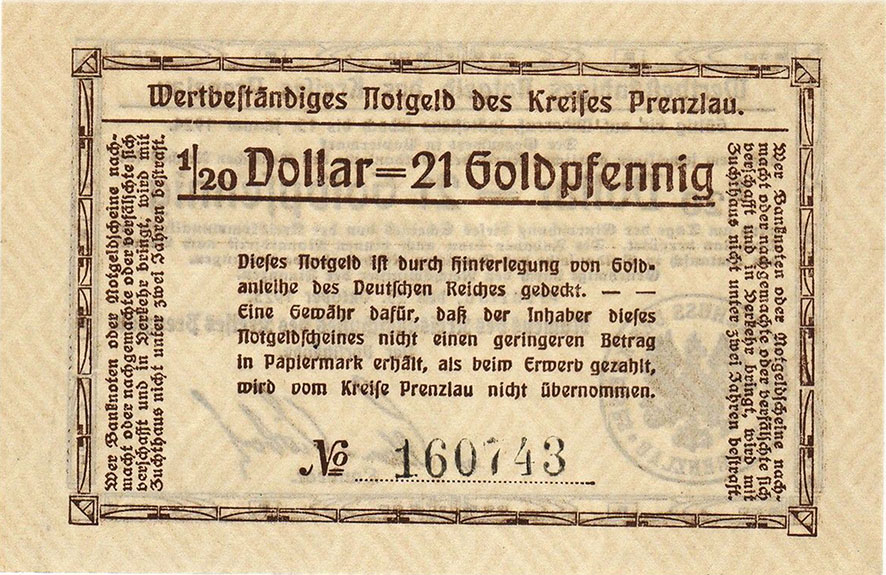 Wertbeständiges Notgeld des Kreises Prenzlau.
1/20 Dollar = 21 Goldpfennig
Dieses Notgeld ist durch Hinterlegung von Gold-
anleihe des Deutschen Reiches gedeckt. — —
Eine Gewähr dafür, daß der Inhaber dieses
Notgeldscheines nicht einen geringeren Betrag
in Papiermark erhält, als beim Erwerb gezahlt,
wird vom Kreise Prenzlau nicht übernommen.
No 160743
Wer Banknoten oder Notgeldscheine nach-
macht oder nachgemachte oder verfälschte sich
verschafft und in Verkehr bringt, wird mit
Zuchthaus nicht unter zwei Jahren bestraft.
Wer Banknoten oder Notgeldscheine nach-
macht oder nachgemachte oder verfälschte sich
verschafft und in Verkehr bringt, wird mit
Zuchthaus nicht unter zwei Jahren bestraft.